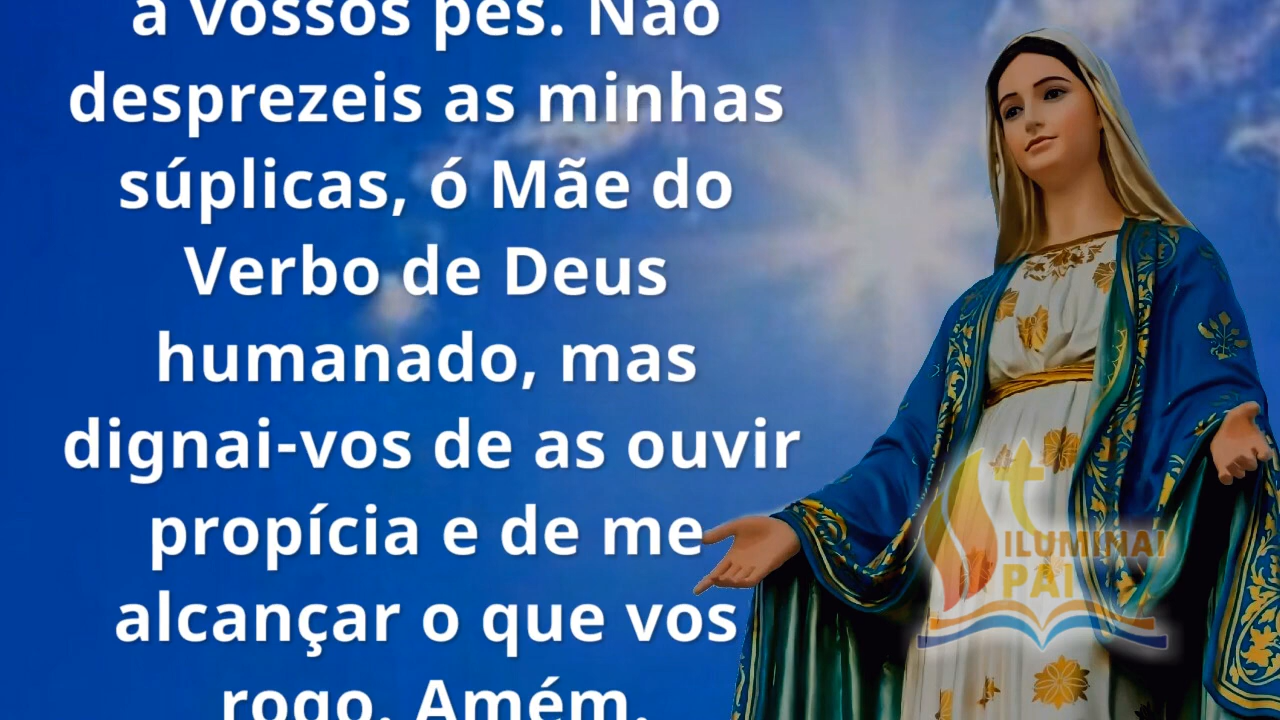 a vossos pés. Não
desprezeis as minhas
súplicas, ó Mãe do
Verbo de Deus
humanado, mas
dignai-vos de as ouvir
propícia e de me
alcançar o que vos
rogo. Amém.
ILUMINAI
PAI